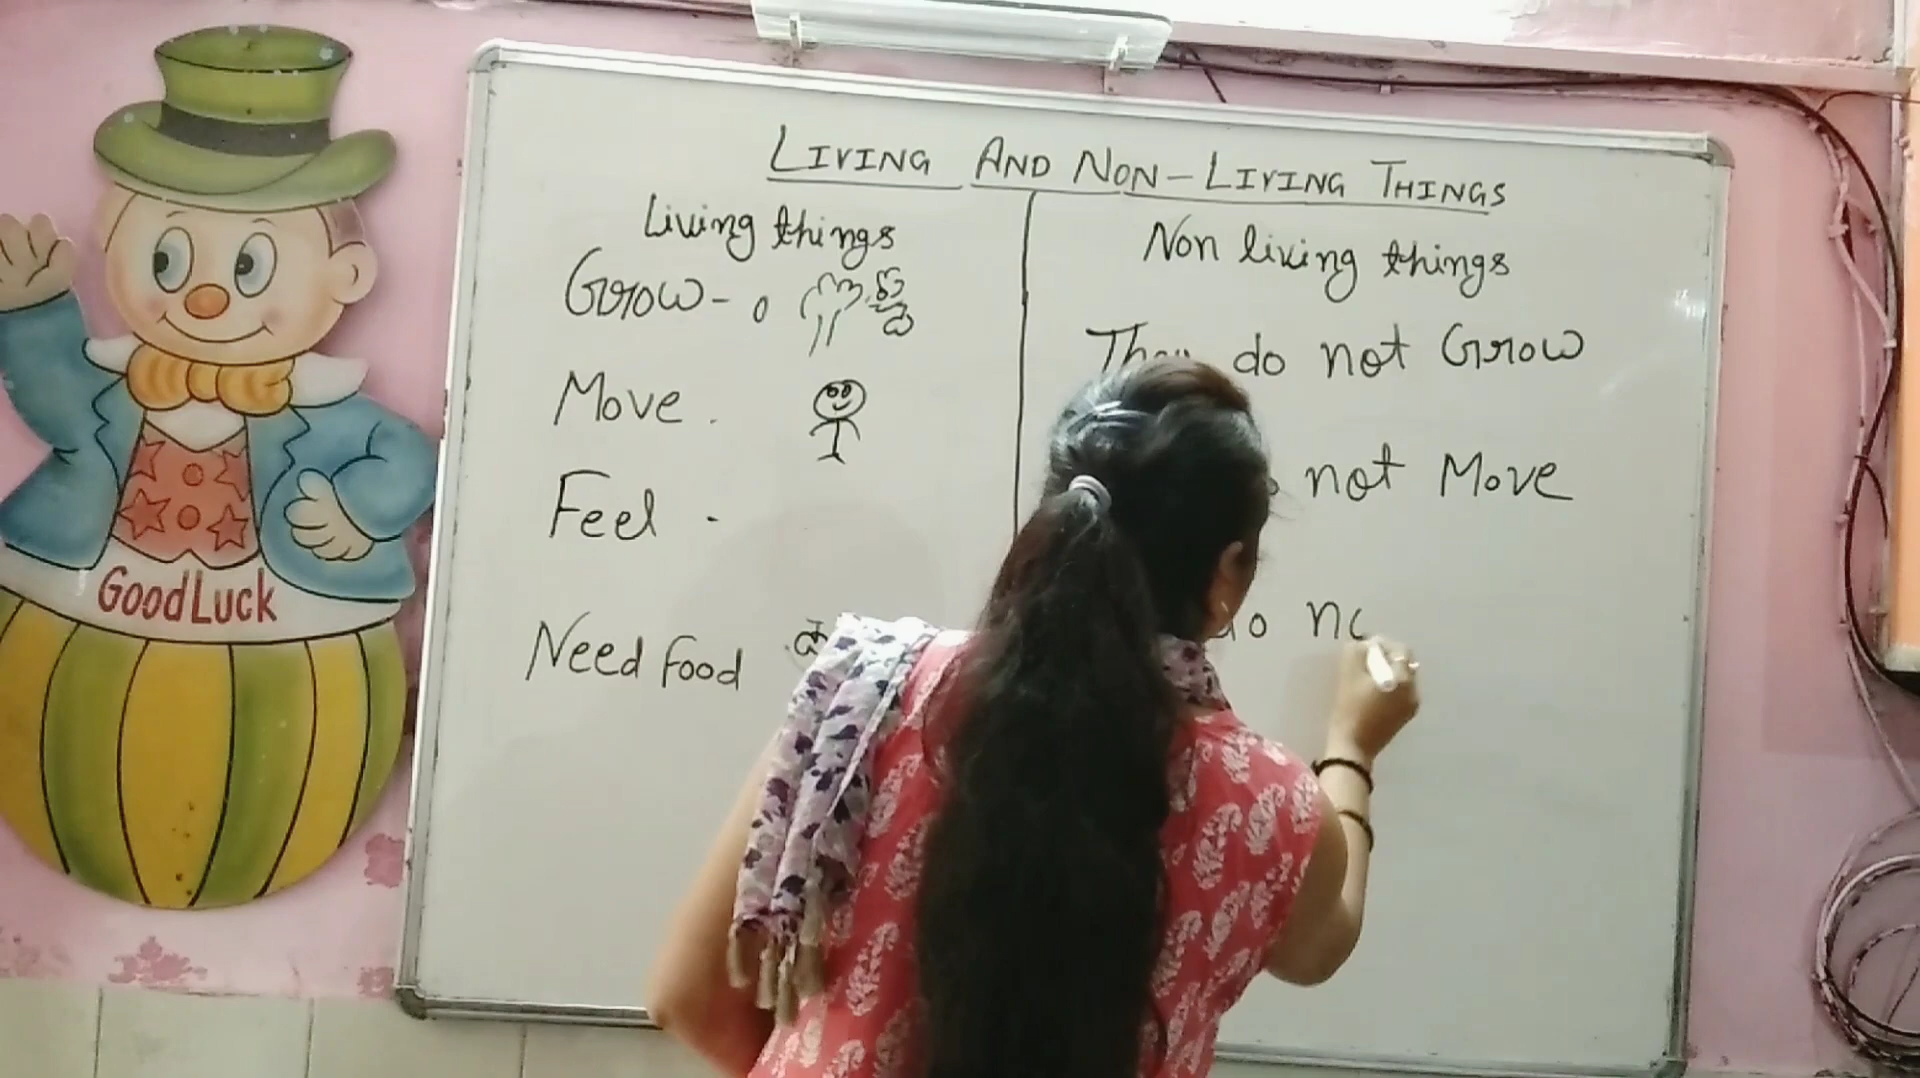 LIVING AND NON-LIVING THINGS
Living things
Grow -
Move .
Feel -
Need food
Non living things
They do not Grow
not Move
do no
GoodLuck